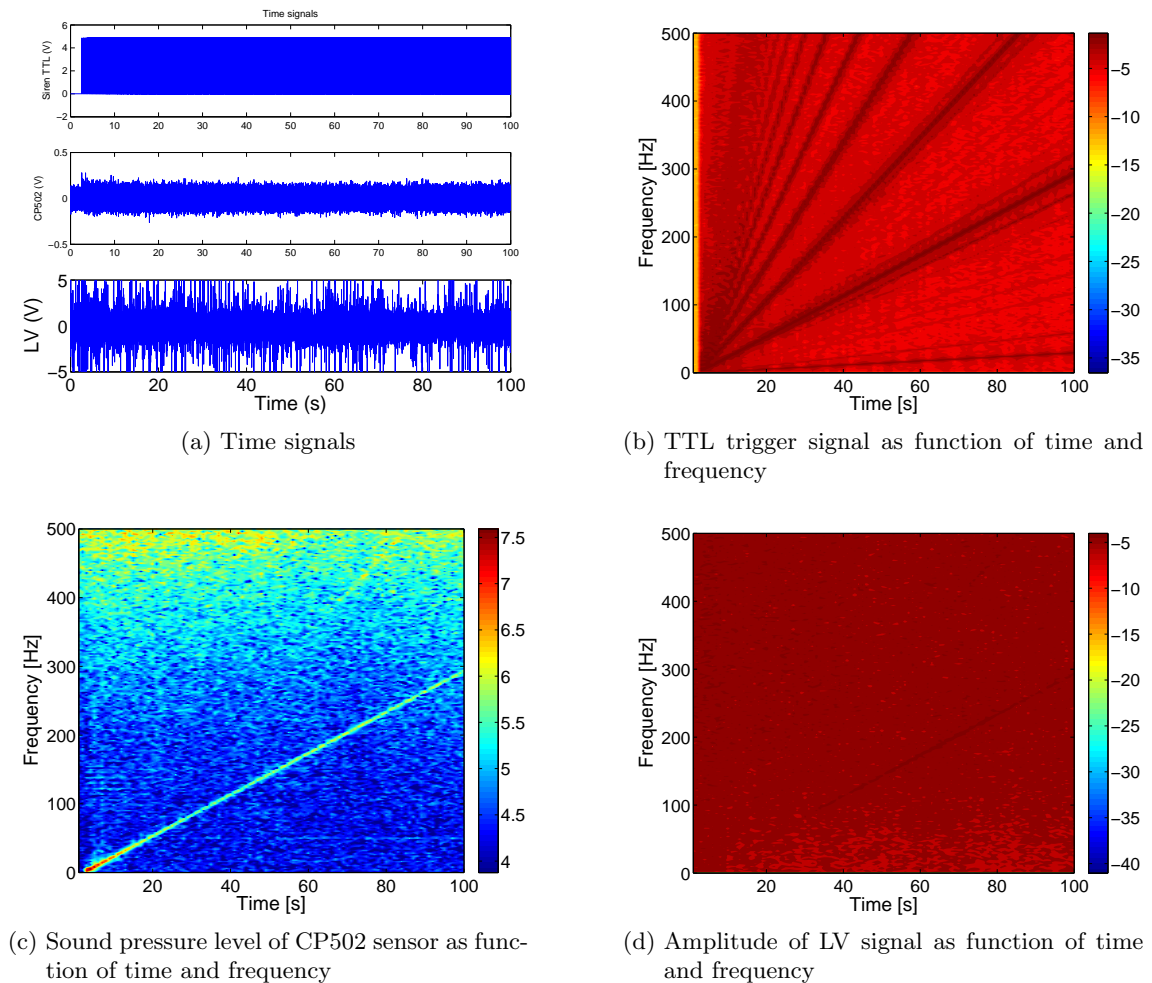 Time signals
6
4
2
0
−2
Siren TTL (V)
0 10 20 30 40 50 60 70 80 90 100
0.5
0
−0.5
CP502 (V)
0 10 20 30 40 50 60 70 80 90 100
5
0
−5
LV (V)
0 10 20 30 40 50 60 70 80 90 100
Time (s)
(a) Time signals
500
400
300
200
100
0
Frequency [Hz]
20 40 60 80 100
Time [s]
−5
−10
−15
−20
−25
−30
−35
(b) TTL trigger signal as function of time and
frequency
500
400
300
200
100
0
Frequency [Hz]
20 40 60 80 100
Time [s]
7.5
7
6.5
6
5.5
5
4.5
4
(c) Sound pressure level of CP502 sensor as func-
tion of time and frequency
500
400
300
200
100
0
Frequency [Hz]
20 40 60 80 100
Time [s]
−5
−10
−15
−20
−25
−30
−35
−40
(d) Amplitude of LV signal as function of time
and frequency